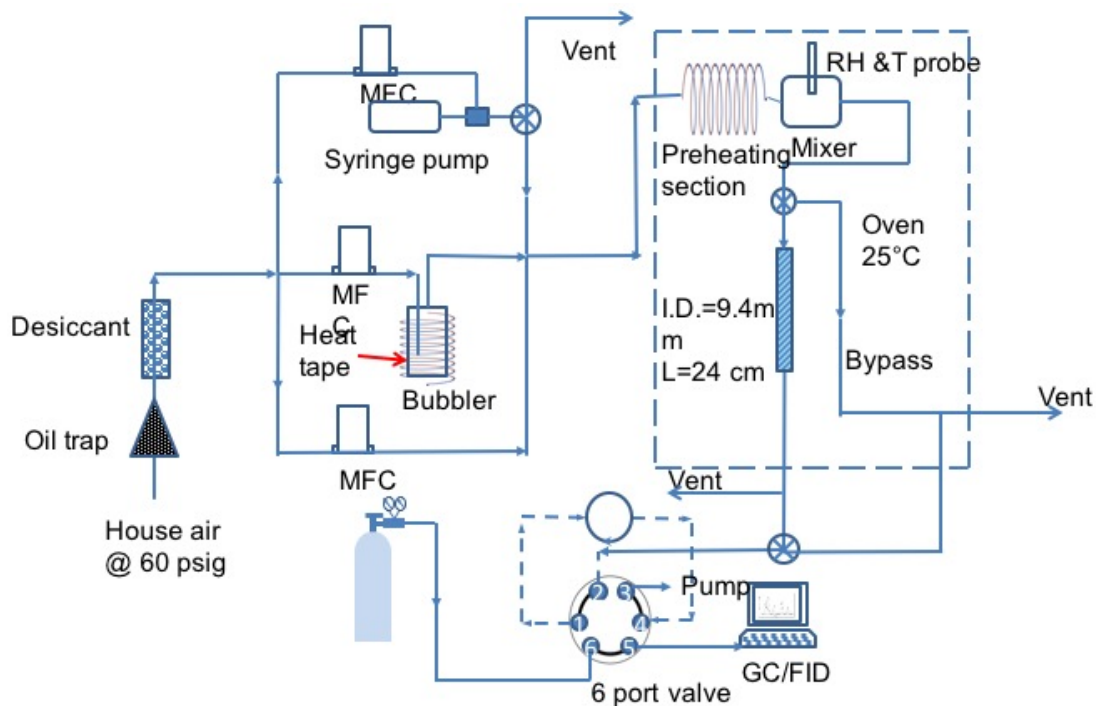 Vent
RH &T probe
MFC
Syringe pump
Preheating
section
Mixer
Oven
25°C
MF
C
Desiccant
Heat
tape
I.D.=9.4m
m
L=24 cm
Bubbler
Bypass
Vent
Oil trap
MFC
Vent
House air
@ 60 psig
2
3
Pump
1
4
6
5
GC/FID
6 port valve